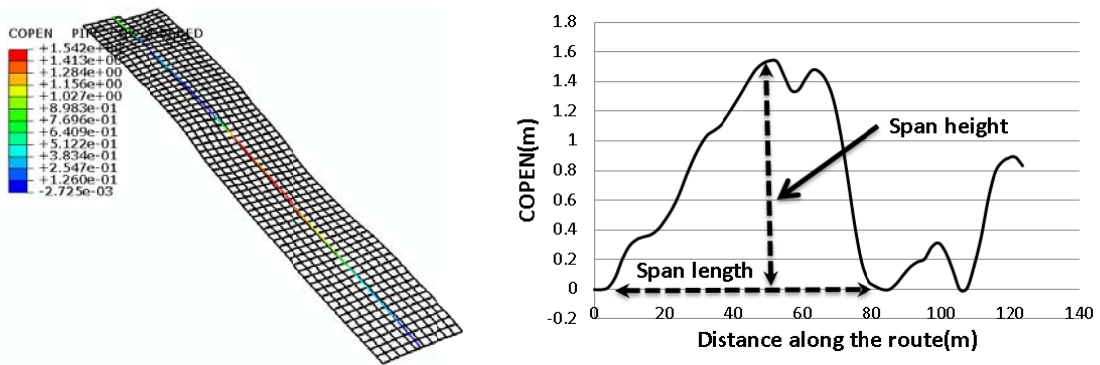 COPEN
+1.542e+00
+1.413e+00
+1.284e+00
+1.156e+00
+1.027e+00
+8.983e-01
+7.696e-01
+6.409e-01
+5.122e-01
+3.834e-01
+2.547e-01
+1.260e-01
-2.725e-03
COPEN(m)
1.8
1.6
1.4
1.2
1
0.8
0.6
0.4
0.2
0
-0.2
Span height
Span length
0 20 40 60 80 100 120 140
Distance along the route(m)